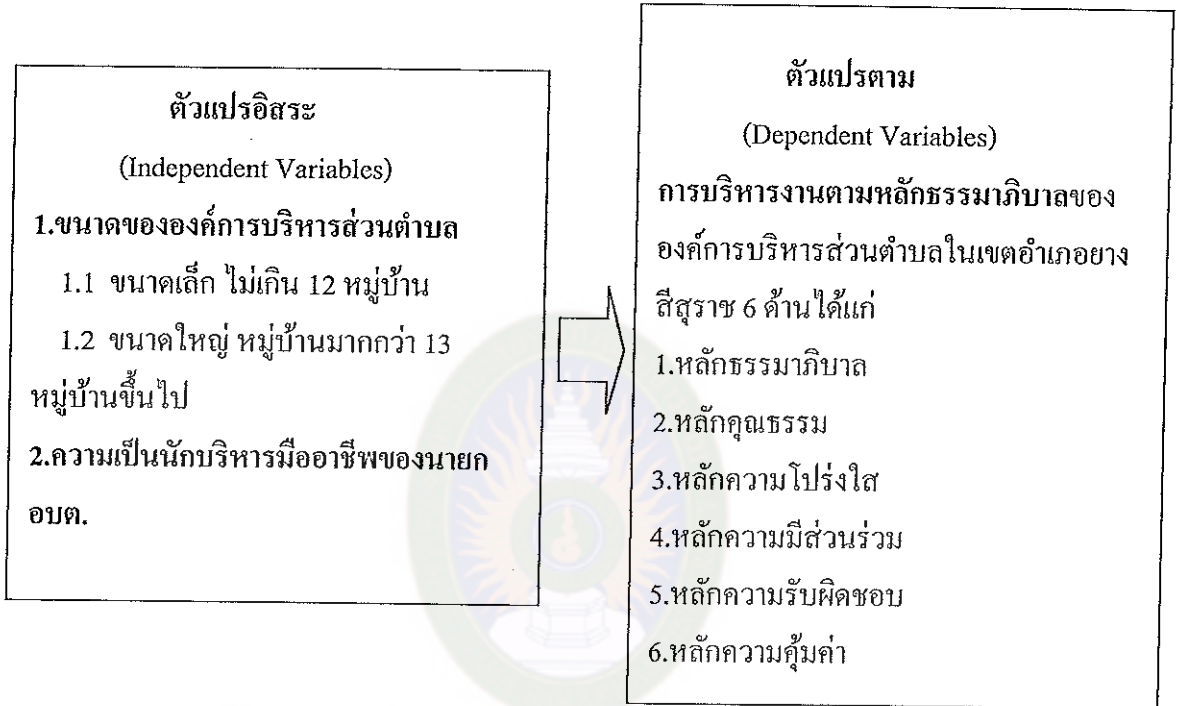 ตัวแปรอิสระ
(Independent Variables)
1.ขนาดขององค์การบริหารส่วนตำบล
1.1 ขนาดเล็ก ไม่เกิน 12 หมู่บ้าน
1.2 ขนาดใหญ่ หมู่บ้านมากกว่า 13
หมู่บ้านขึ้นไป
2.ความเป็นนักบริหารมืออาชีพของนายก
อบต.
ตัวแปรตาม
(Dependent Variables)
การบริหารงานตามหลักธรรมาภิบาลของ
องค์การบริหารส่วนตำบลในเขตอำเภอยาง
สีสุราช 6 ด้านได้แก่
1.หลักธรรมาภิบาล
2.หลักคุณธรรม
3.หลักความโปร่งใส
4.หลักความมีส่วนร่วม
5.หลักความรับผิดชอบ
6.หลักความคุ้มค่า